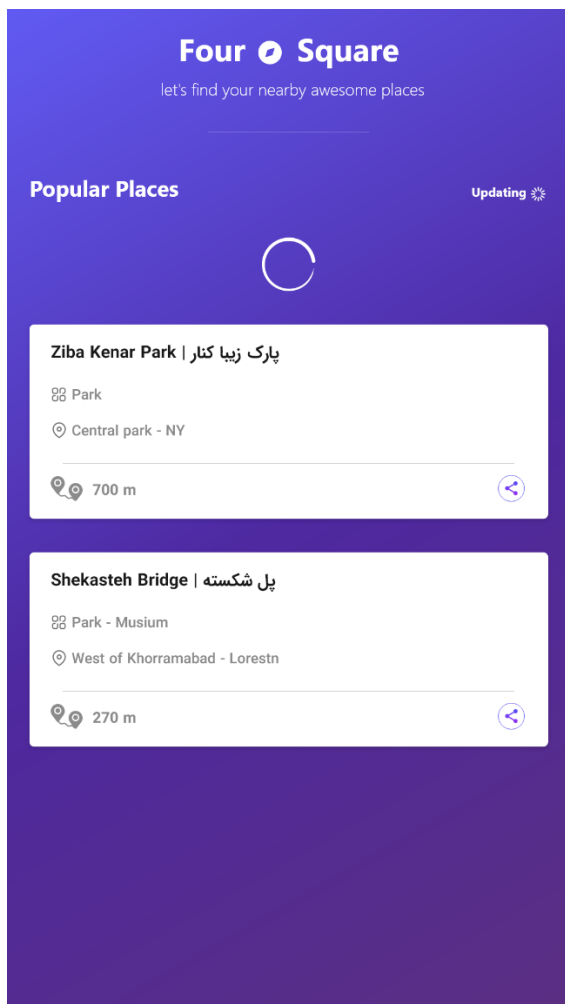 Four Square
let's find your nearby awesome places
Popular Places
Updating
Ziba Kenar Park | پارک زیبا کنار
Park
Central park - NY
700 m
Shekasteh Bridge | پل شکسته
Park - Musium
West of Khorramabad - Lorestn
270 m